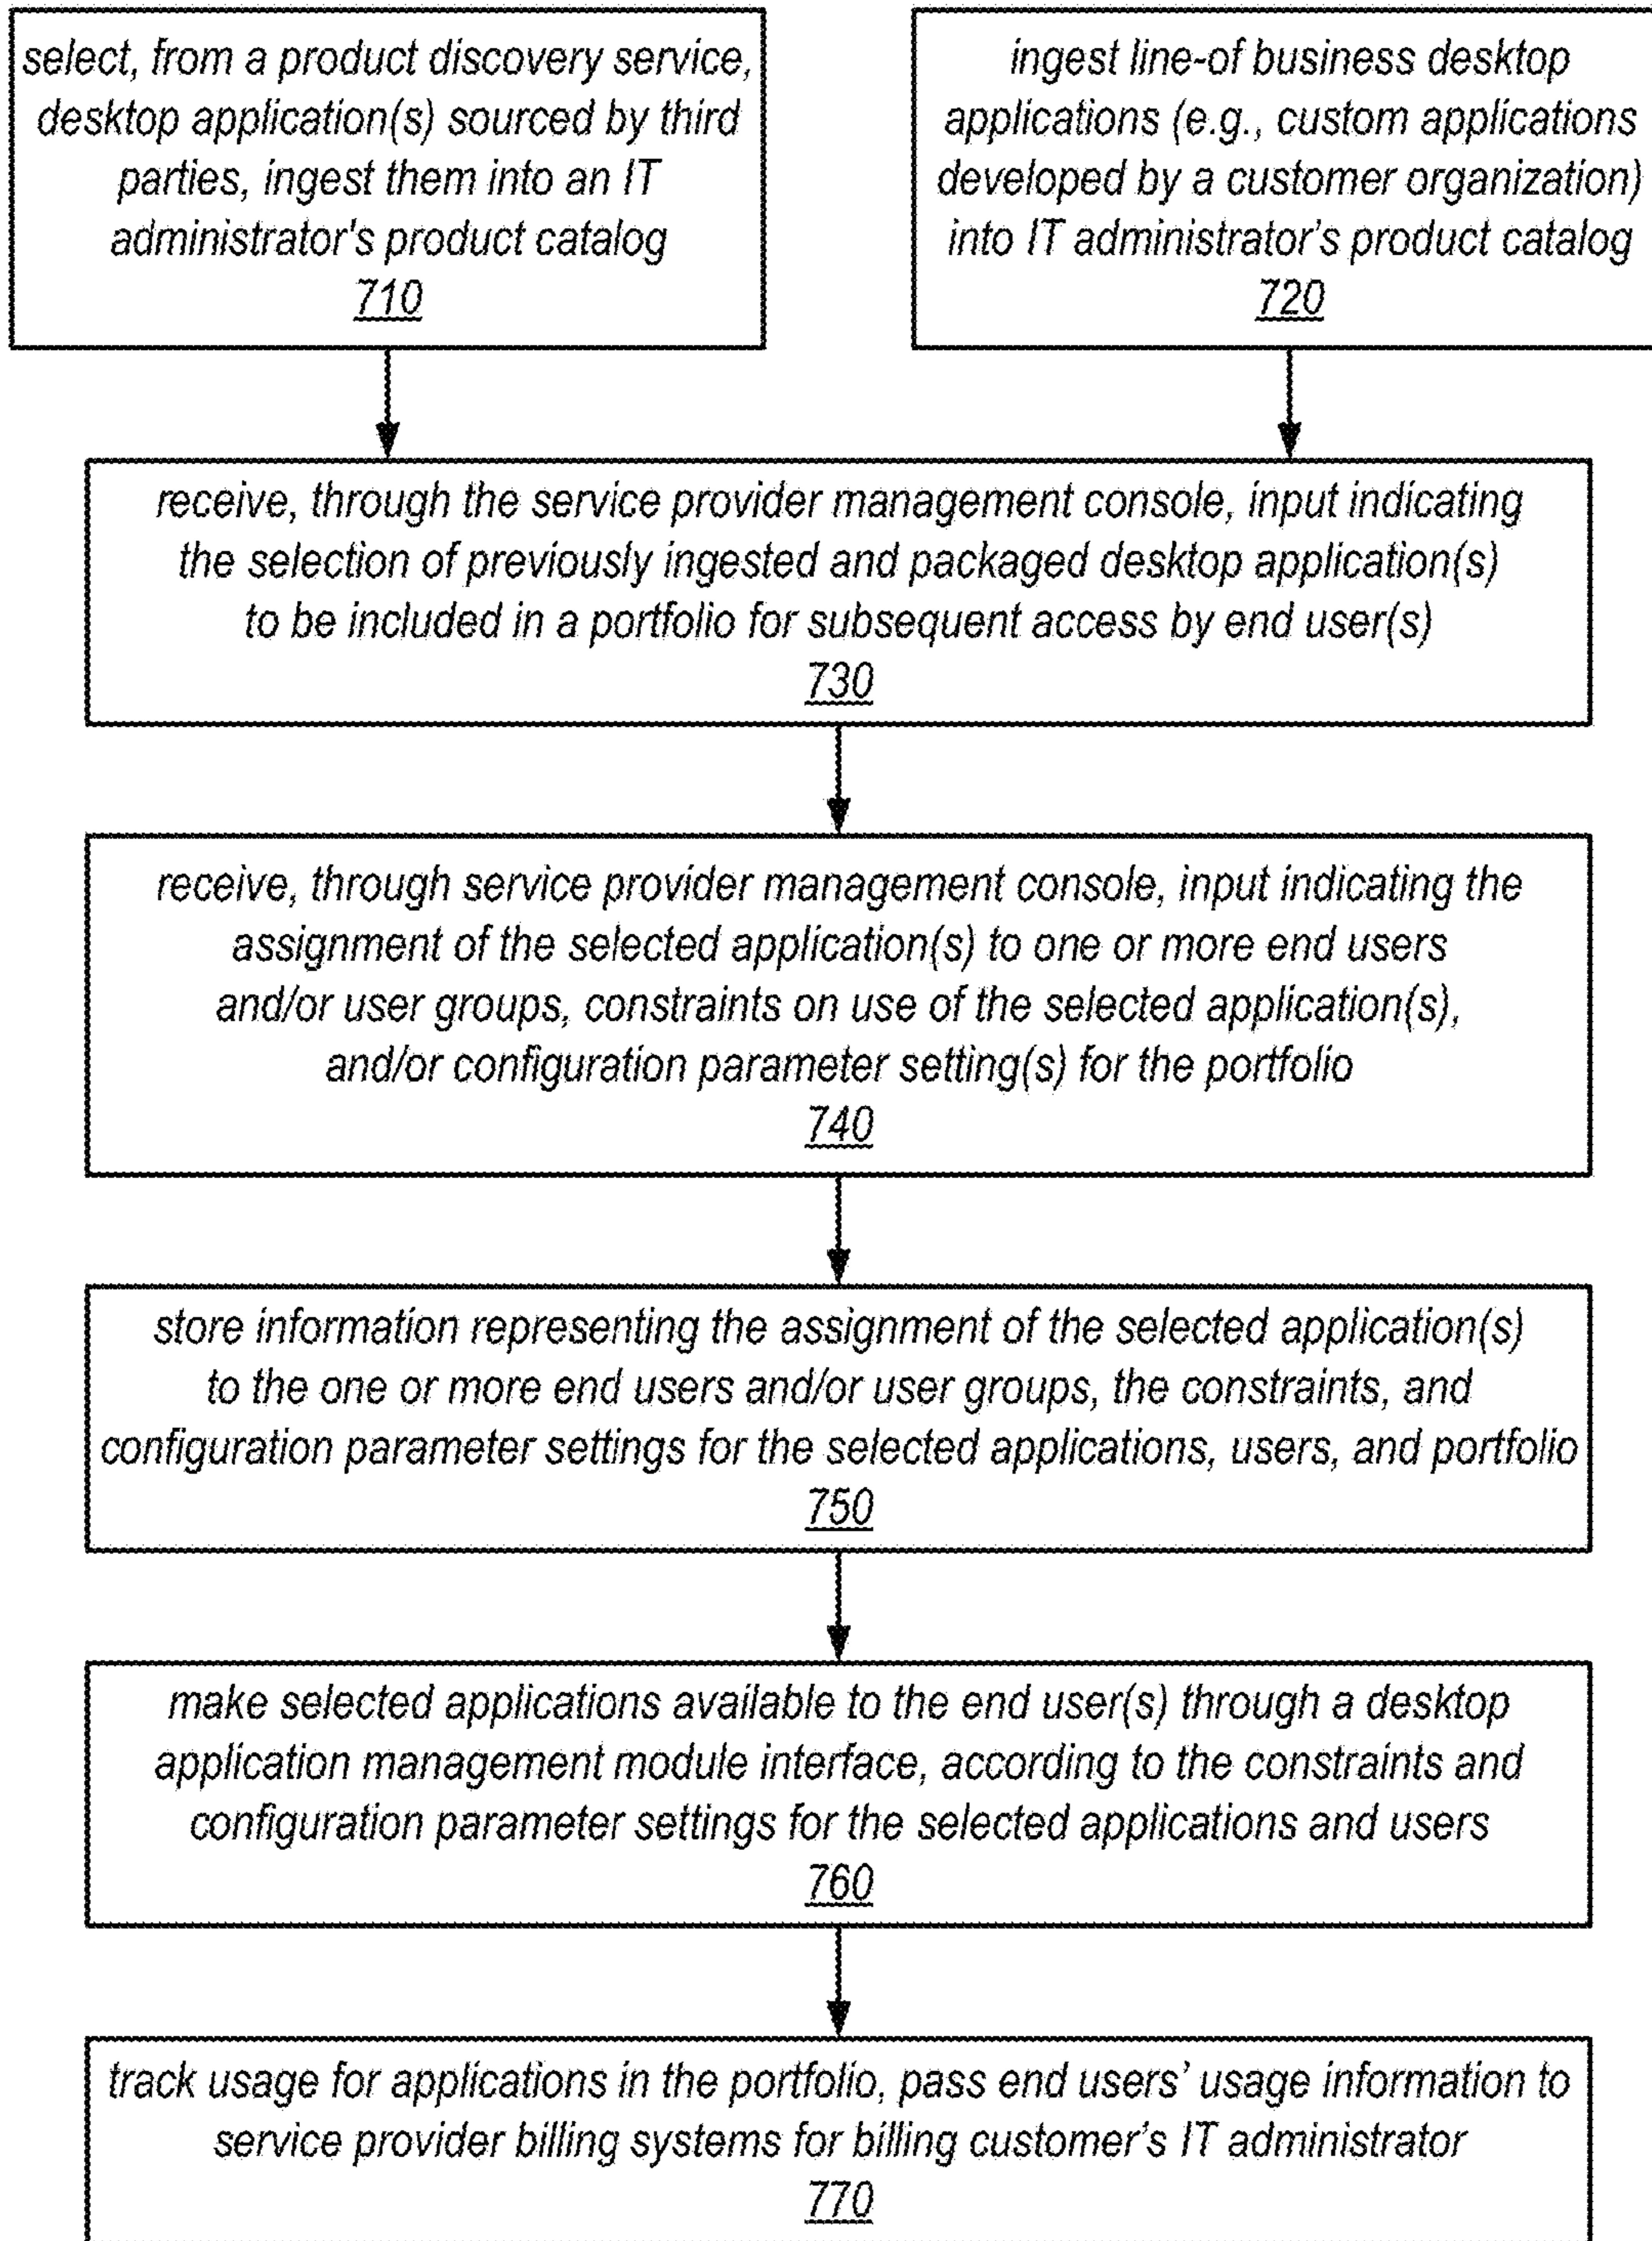 select, from a product discovery service,
desktop application(s) sourced by third
parties, ingest them into an IT
administrator's product catalog
710
ingest line-of business desktop
applications (e.g., custom applications
developed by a customer organization)
into IT administrator’s product catalog
720
receive, through the service provider management console, input indicating
the selection of previously ingested and packaged desktop application(s)
to be included in a portfolio for subsequent access by end user(s)
730
receive, through service provider management console, input indicating the
assignment of the selected application(s) to one or more end users
and/or user groups, constraints on use of the selected application(s),
and/or configuration parameter setting(s) for the portfolio
740
store information representing the assignment of the selected application(s)
to the one or more end users and/or user groups, the constraints, and
configuration parameter settings for the selected applications, users, and portfolio
750
make selected applications available to the end user(s) through a desktop
application management module interface, according to the constraints and
configuration parameter settings for the selected applications and users
760
track usage for applications in the portfolio, pass end users’ usage information to
service provider billing systems for billing customer’s IT administrator
770